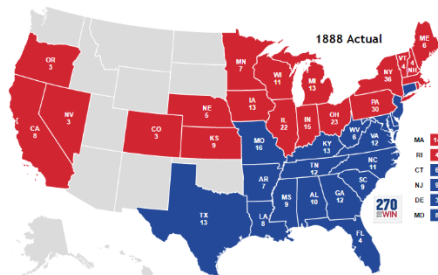 1888 Actual
ME
6
VT
4
4
NH
OR
3
MN
7
WI
11
MI
13
NY
36
NV
3
CA
8
NE
5
IA
13
PA
30
CO
3
KS
9
IL
22
IN
15
OH
23
MO
16
KY
13
WV
6
VA
12
MA
RI
CT
NJ
DE
MD
TN
12
NC
11
AR
7
SC
9
TX
13
LA
8
MS
9
AL
10
GA
12
FL
4
270
WIN